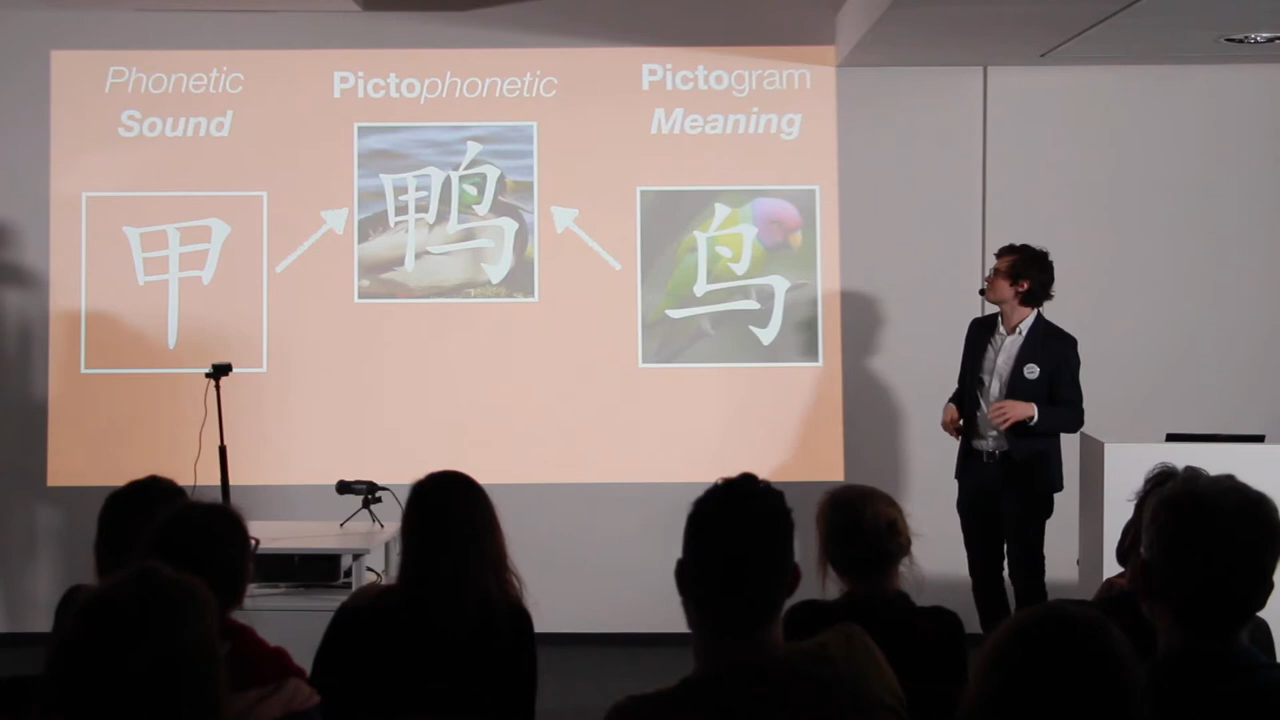 Phonetic
Sound
甲
Pictophonetic
鸭
Pictogram
Meaning
鸟